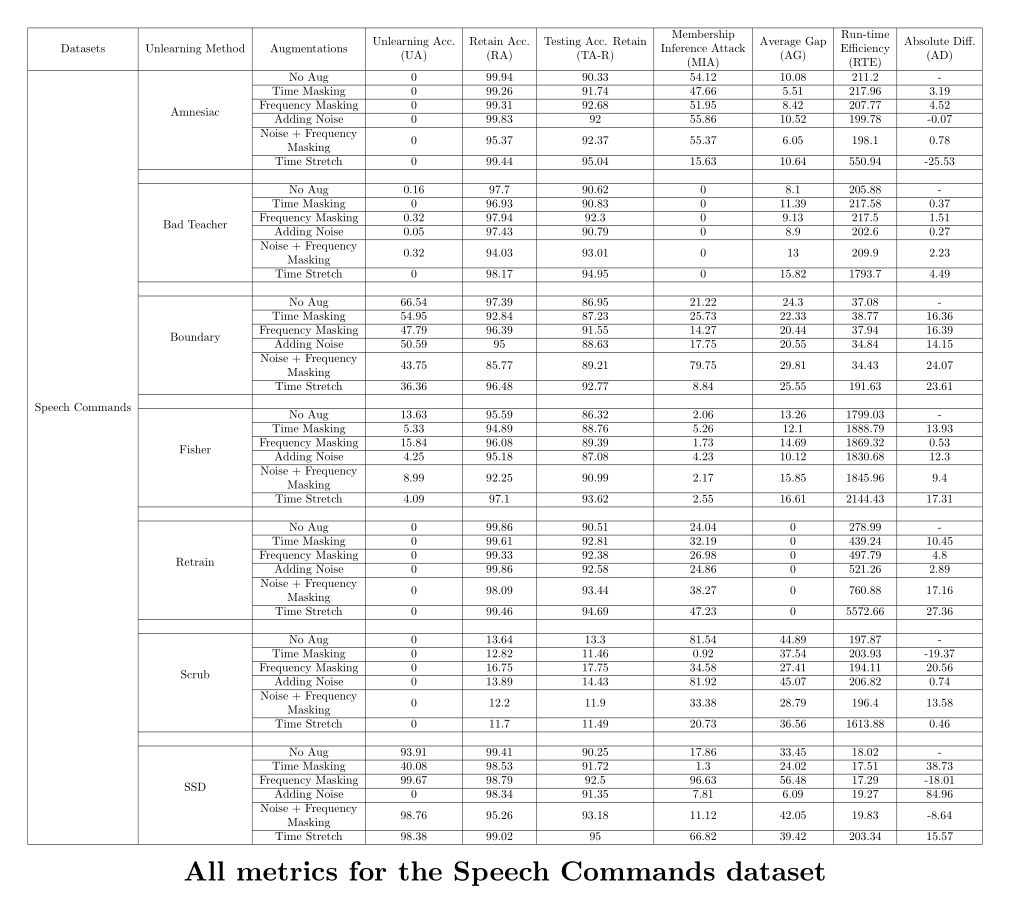 Datasets Unlearning Method Augmentations Unlearning Acc. (UA) Retain Acc. (RA) Testing Acc. Retain (TA-R) Membership Inference Attack (MIA) Average Gap (AG) Run-time Efficiency (RTE) Absolute Diff. (AD)
Speech Commands
Amnesiac
No Aug 0 99.94 90.33 54.12 10.08 211.2 -
Time Masking 0 99.26 91.74 47.66 5.51 217.96 3.19
Frequency Masking 0 99.31 92.68 51.95 8.42 207.77 4.52
Adding Noise 0 99.83 92 55.86 10.52 199.78 -0.07
Noise + Frequency Masking 0 95.37 92.37 55.37 6.05 198.1 0.78
Time Stretch 0 99.44 95.04 15.63 10.64 550.94 -25.53
Bad Teacher
No Aug 0.16 97.7 90.62 0 8.1 205.88 -
Time Masking 0 96.93 90.83 0 11.39 217.58 0.37
Frequency Masking 0.32 97.94 92.3 0 9.13 217.5 1.51
Adding Noise 0.05 97.43 90.79 0 8.9 202.6 0.27
Noise + Frequency Masking 0.32 94.03 93.01 0 13 209.9 2.23
Time Stretch 0 98.17 94.95 0 15.82 1793.7 4.49
Boundary
No Aug 66.54 97.39 86.95 21.22 24.3 37.08 -
Time Masking 54.95 92.84 87.23 25.73 22.33 38.77 16.36
Frequency Masking 47.79 96.39 91.55 14.27 20.44 37.94 16.39
Adding Noise 50.59 95 88.63 17.75 20.55 34.84 14.15
Noise + Frequency Masking 43.75 85.77 89.21 79.75 29.81 34.43 24.07
Time Stretch 36.36 96.48 92.77 8.84 25.55 191.63 23.61
Fisher
No Aug 13.63 95.59 86.32 2.06 13.26 1799.03 -
Time Masking 5.33 94.89 88.76 5.26 12.1 1888.79 13.93
Frequency Masking 15.84 96.08 89.39 1.73 14.69 1869.32 0.53
Adding Noise 4.25 95.18 87.08 4.23 10.12 1830.68 12.3
Noise + Frequency Masking 8.99 92.25 90.99 2.17 15.85 1845.96 9.4
Time Stretch 4.09 97.1 93.62 2.55 16.61 2144.43 17.31
Retrain
No Aug 0 99.86 90.51 24.04 0 278.99 -
Time Masking 0 99.61 92.81 32.19 0 439.24 10.45
Frequency Masking 0 99.33 92.38 26.98 0 497.79 4.8
Adding Noise 0 99.86 92.58 24.86 0 521.26 2.89
Noise + Frequency Masking 0 98.09 93.44 38.27 0 760.88 17.16
Time Stretch 0 99.46 94.69 47.23 0 5572.66 27.36
Scrub
No Aug 0 13.64 13.3 81.54 44.89 197.87 -
Time Masking 0 12.82 11.46 0.92 37.54 203.93 -19.37
Frequency Masking 0 16.75 17.75 34.58 27.41 194.11 20.56
Adding Noise 0 13.89 14.43 81.92 45.07 206.82 0.74
Noise + Frequency Masking 0 12.2 11.9 33.38 28.79 196.4 13.58
Time Stretch 0 11.7 11.49 20.73 36.56 1613.88 0.46
SSD
No Aug 93.91 99.41 90.25 17.86 33.45 18.02 -
Time Masking 40.08 98.53 91.72 1.3 24.02 17.51 38.73
Frequency Masking 99.67 98.79 92.5 96.63 56.48 17.29 -18.01
Adding Noise 0 98.34 91.35 7.81 6.09 19.27 84.96
Noise + Frequency Masking 98.76 95.26 93.18 11.12 42.05 19.83 -8.64
Time Stretch 98.38 99.02 95 66.82 39.42 203.34 15.57
All metrics for the Speech Commands dataset